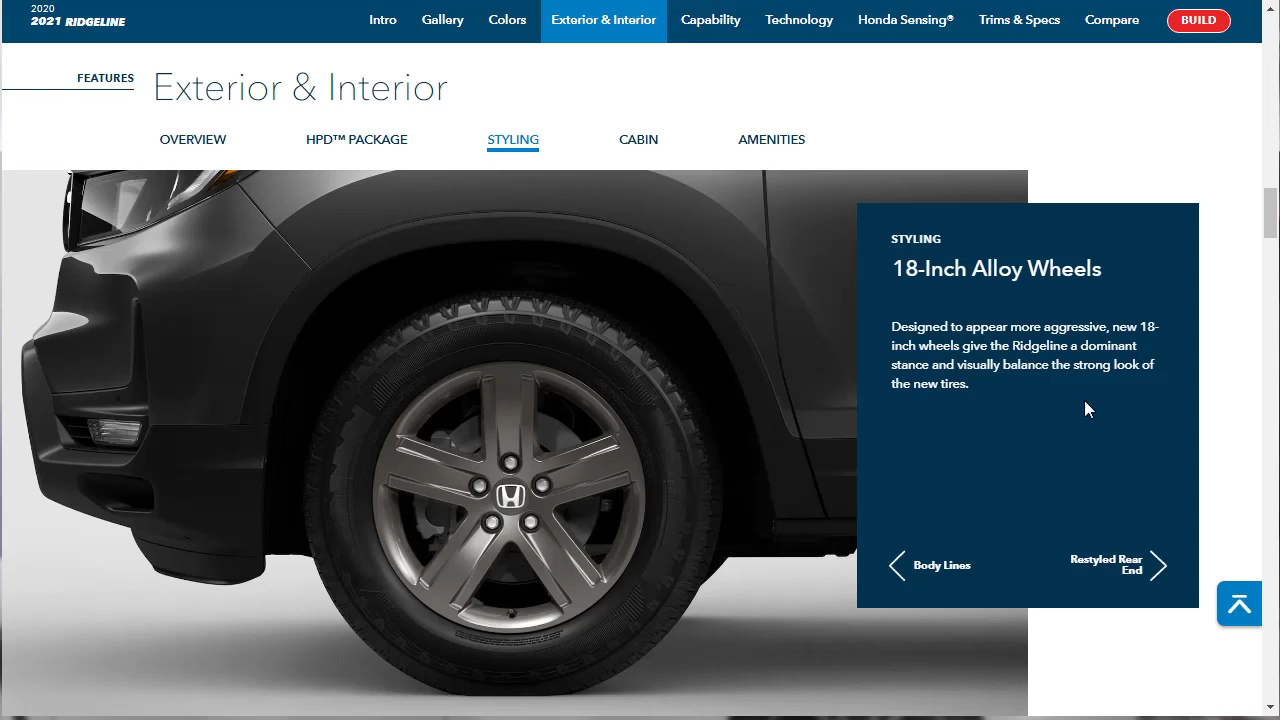 2020
2021 RIDGELINE
Intro
Gallery
Colors
Exterior & Interior
Capability
Technology
Honda Sensing®
Trims & Specs
Compare
BUILD
FEATURES
Exterior & Interior
OVERVIEW
HPD™ PACKAGE
STYLING
CABIN
AMENITIES
STYLING
18-Inch Alloy Wheels
Designed to appear more aggressive, new 18-
inch wheels give the Ridgeline a dominant
stance and visually balance the strong look of
the new tires.
Body Lines
Restyled Rear
End